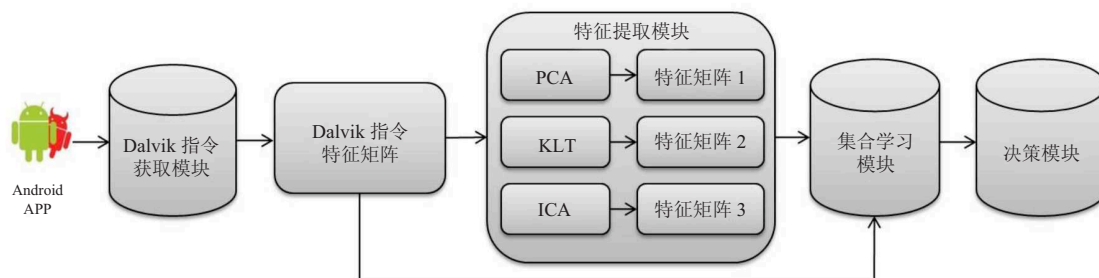 Android
APP
Dalvik 指令
获取模块
Dalvik 指令
特征矩阵
特征提取模块
PCA
特征矩阵 1
KLT
特征矩阵 2
ICA
特征矩阵 3
集合学习
模块
决策模块